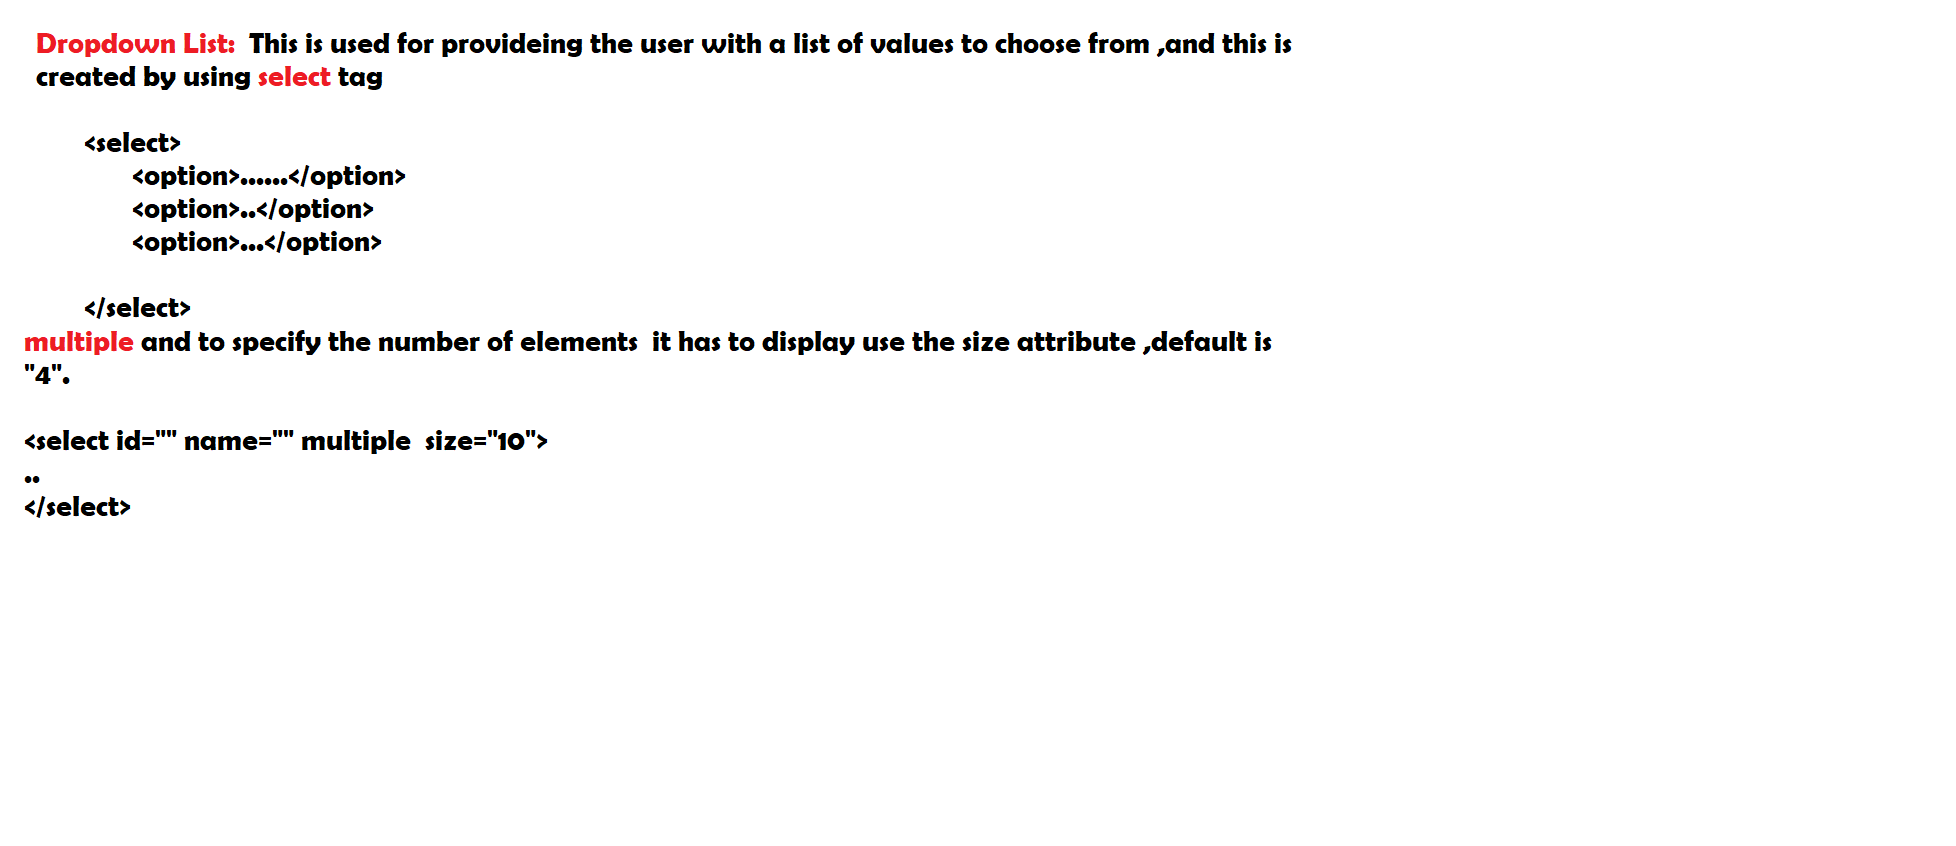 Dropdown List:  This is used for provideing the user with a list of values to choose from ,and this is
created by using select tag
<select>
<option>......</option>
<option>..</option>
<option>...</option>
</select>
multiple and to specify the number of elements  it has to display use the size attribute ,default is
"4".
<select id="" name="" multiple  size="10">
..
</select>